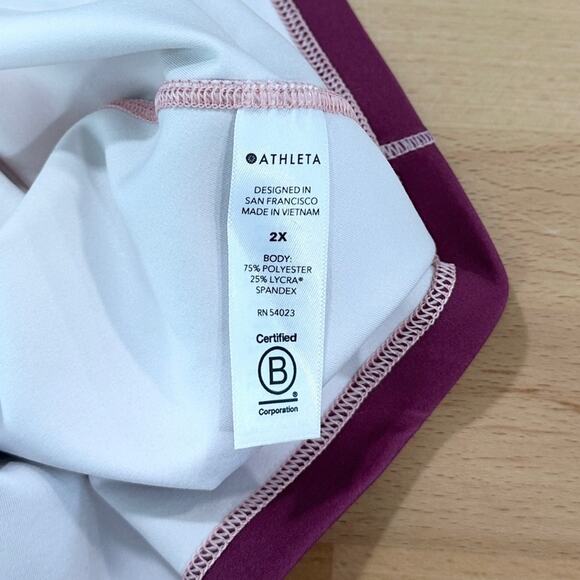 ATHLETA
DESIGNED IN
SAN FRANCISCO
MADE IN VIETNAM
2X
BODY:
75% POLYESTER
25% LYCRA®
SPANDEX
RN 54023
Certified
B
®
Corporation